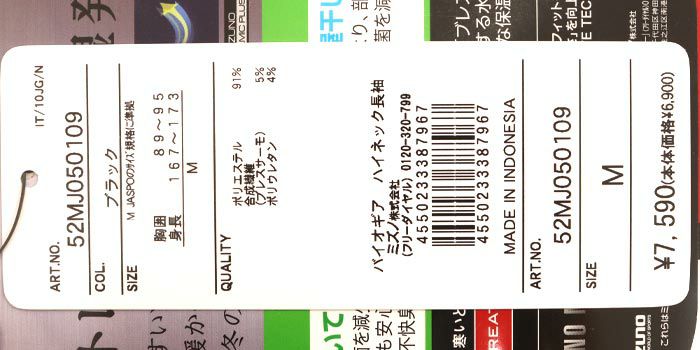 IT/10JG/N
ART.NO. 52MJ050109
COL. ブラック
SIZE M JASPOのサイズ規格に準拠
胸囲 89～95
身長 167～173
M
QUALITY
ポリエステル 91%
合成繊維 5%
(ブレスサーモ)
ポリウレタン 4%
バイオギア ハイネック長袖
ミズノ株式会社
(フリーダイヤル) 0120-320-799
4550233387967
4550233387967
MADE IN INDONESIA
ART.NO. 52MJ050109
SIZE M
¥7,590(本体価格¥6,900)